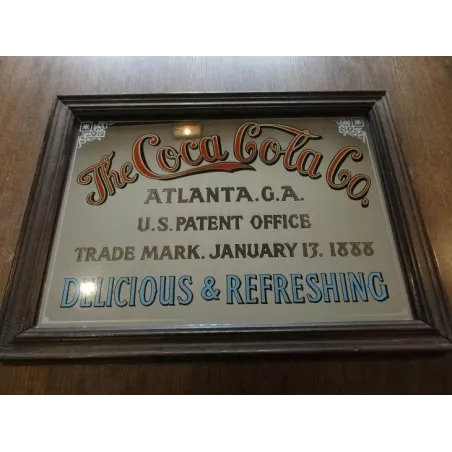 The Coca Cola Co.
ATLANTA. G.A.
U.S. PATENT OFFICE
TRADE MARK. JANUARY 13. 1888
DELICIOUS & REFRESHING